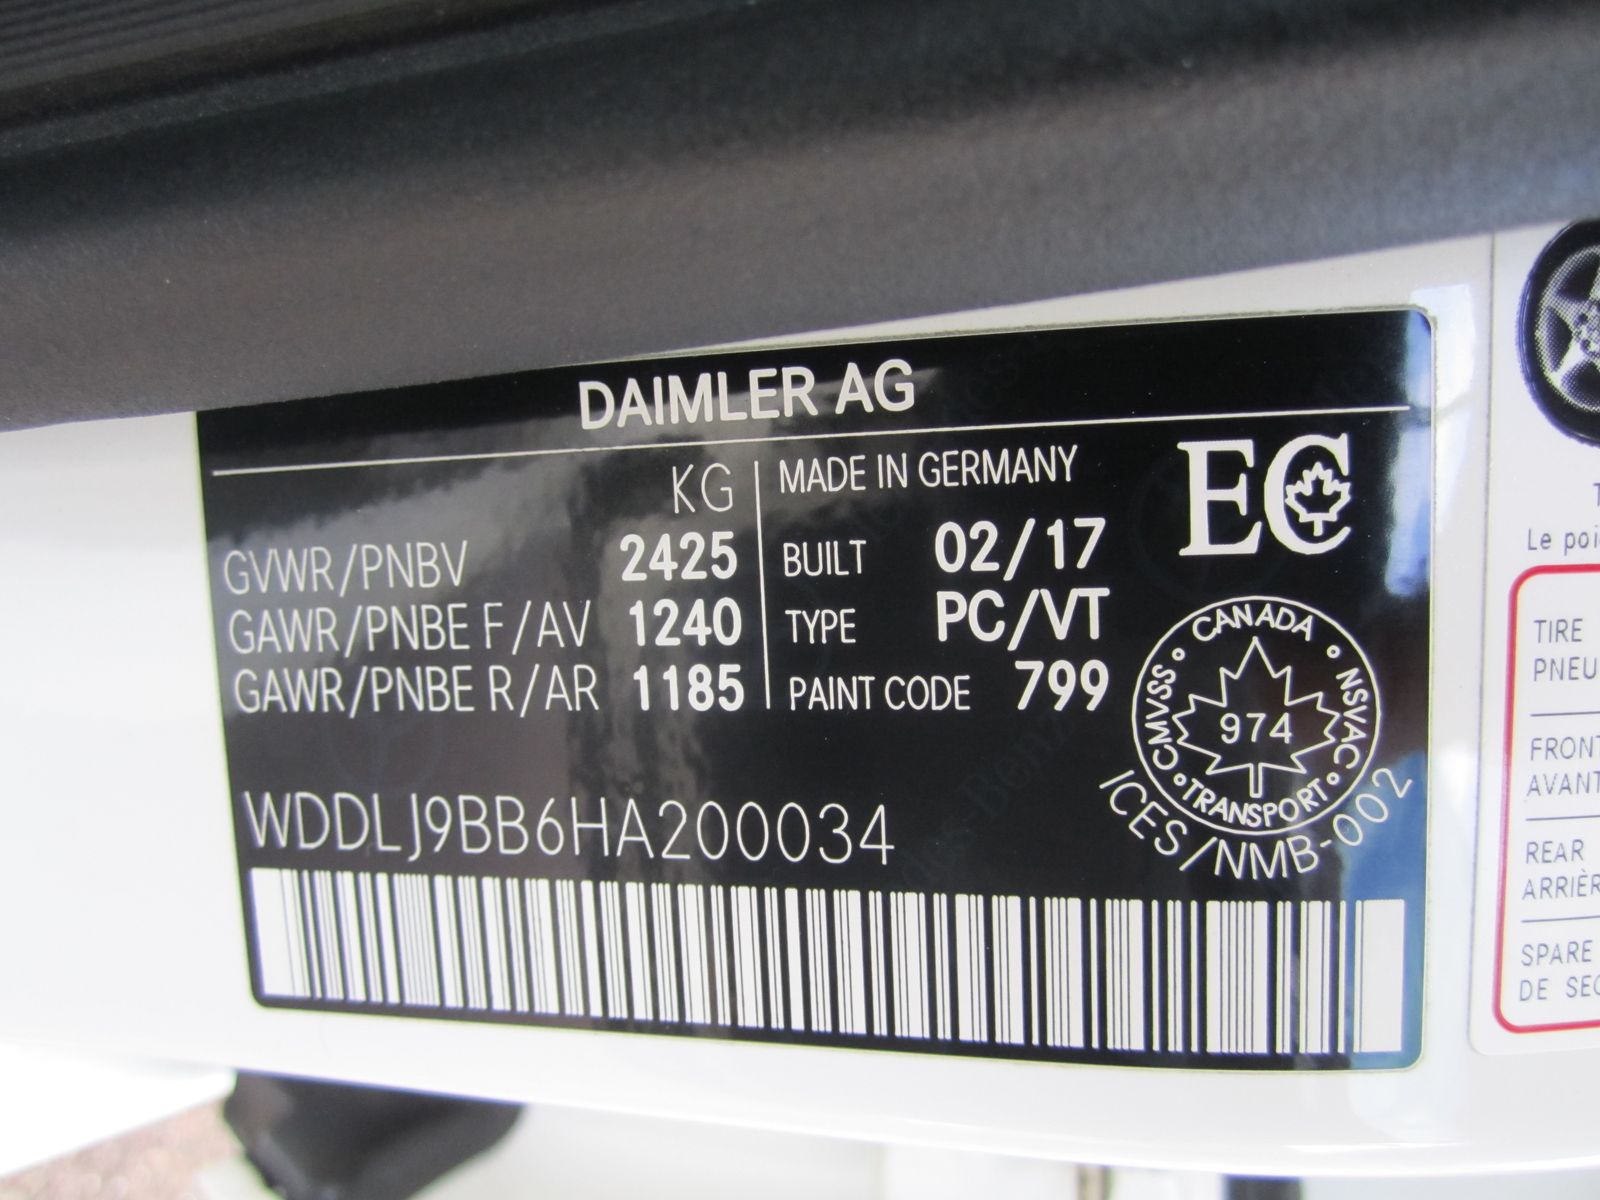 DAIMLER AG
KG
GVWR/PNBV 2425
GAWR/PNBE F/AV 1240
GAWR/PNBE R/AR 1185
MADE IN GERMANY
BUILT 02/17
TYPE PC/VT
PAINT CODE 799
EC
CANADA
CMVSS
974
NSVAC
TRANSPORT
ICES/NMB-002
WDDLJ9BB6HA200034
Le
TIRE
PNEU
FRONT
AVANT
REAR
SPARE
DE